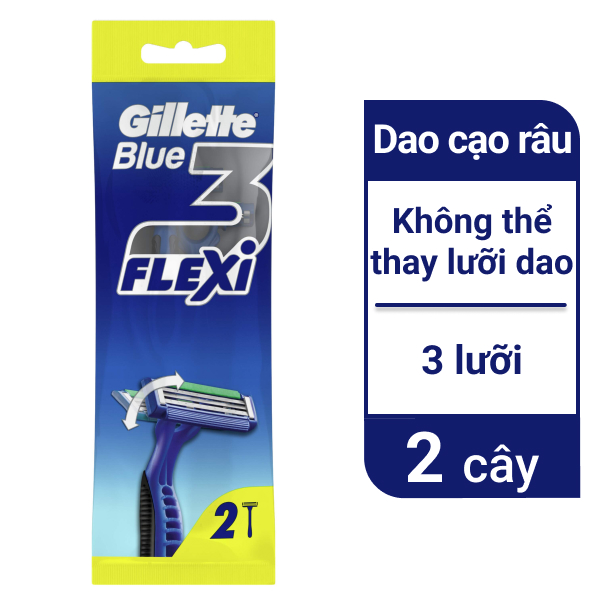 Gillette
Blue 3
FLEXi
2
Dao cạo râu
Không thể
thay lưỡi dao
3 lưỡi
2 cây